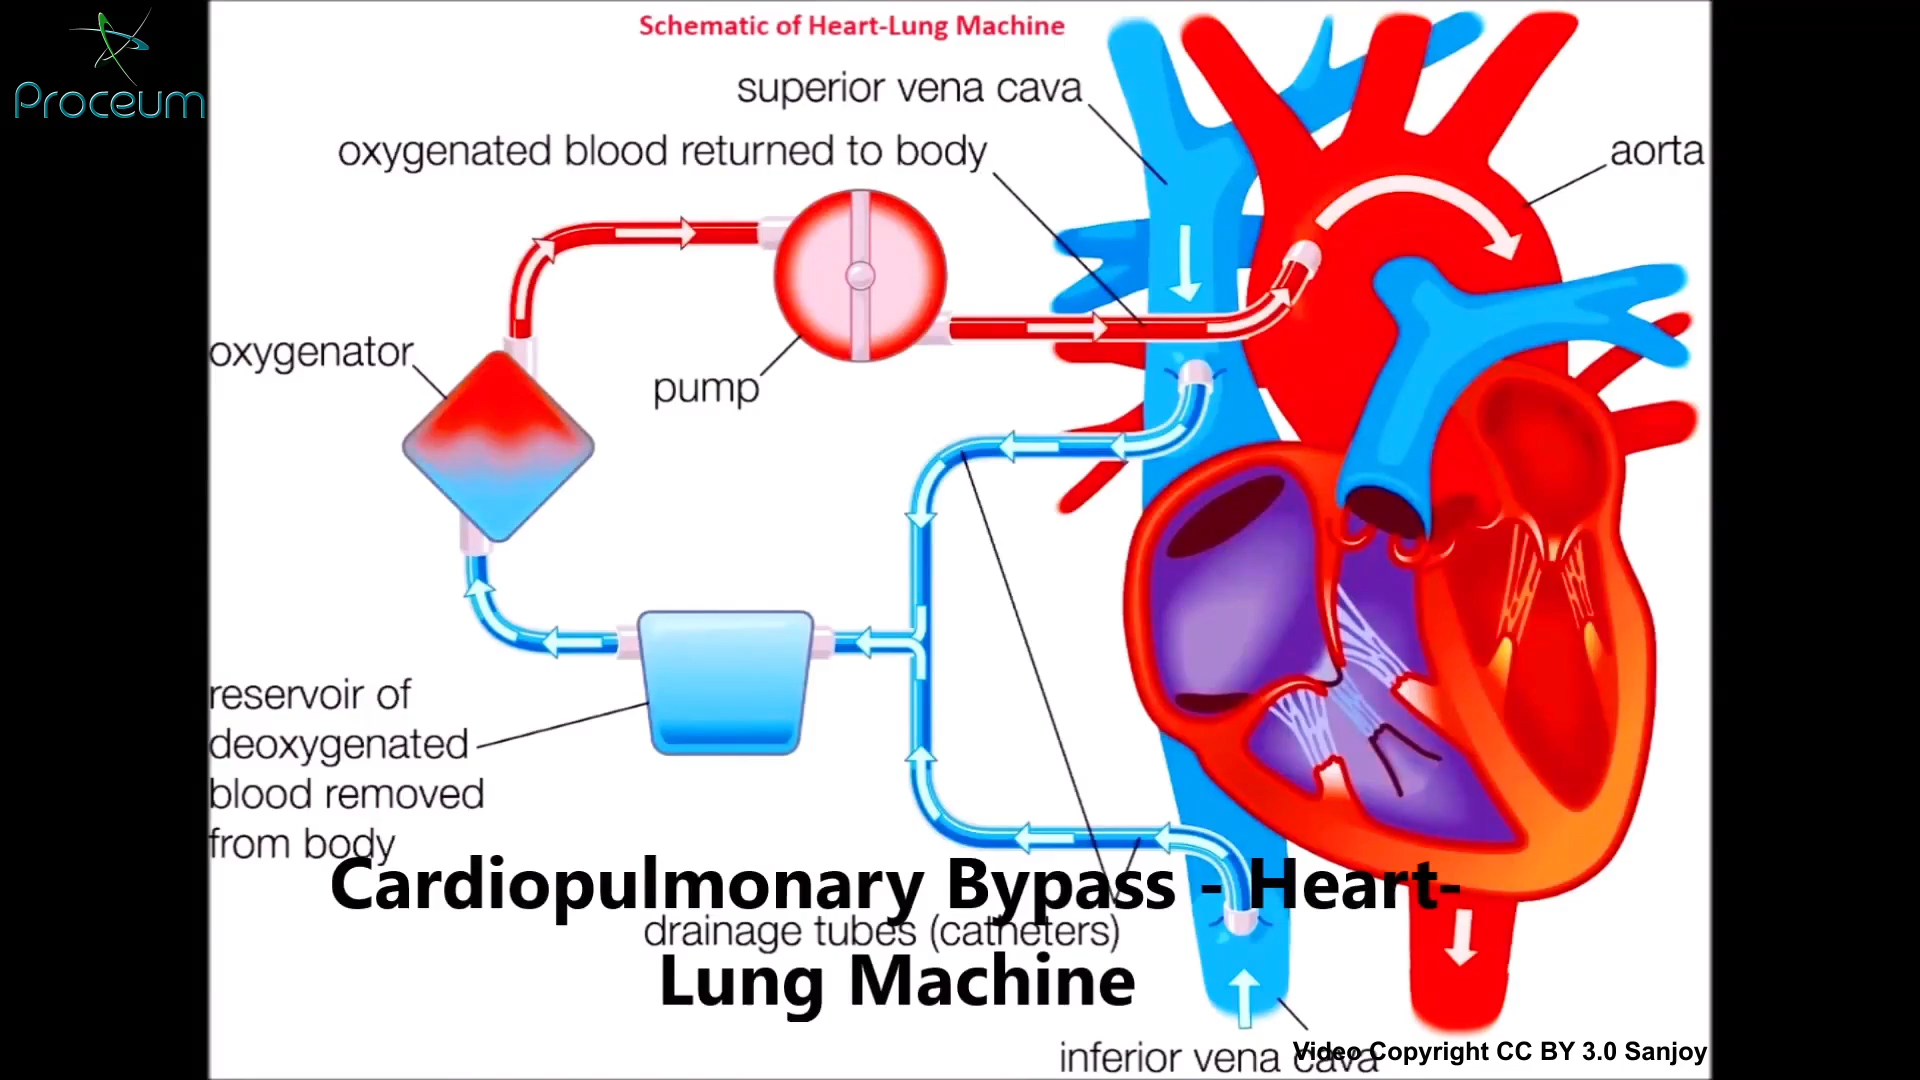 Schematic of Heart-Lung Machine
Proceum
superior vena cava
oxygenated blood returned to body
aorta
oxygenator
pump
reservoir of
deoxygenated
blood removed
from body
Cardiopulmonary Bypass - Heart-
drainage tubes (catheters)
Lung Machine
inferior vena cava
Video Copyright CC BY 3.0 Sanjoy